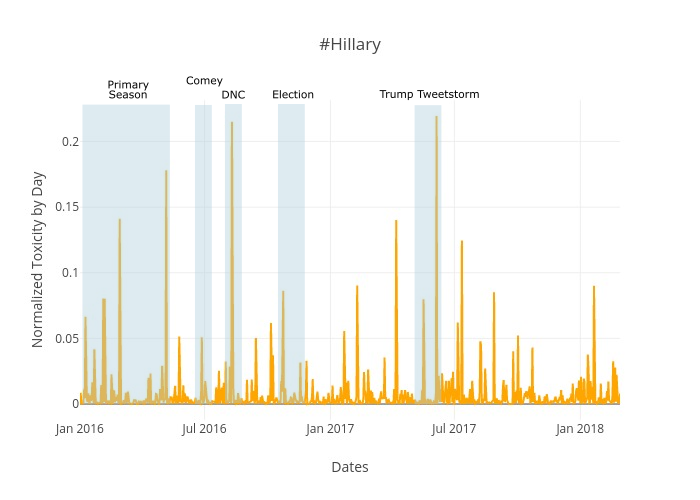 #Hillary
Primary
Season
Comey
DNC
Election
Trump Tweetstorm
Normalized Toxicity by Day
0.2
0.15
0.1
0.05
0
Jan 2016
Jul 2016
Jan 2017
Jul 2017
Jan 2018
Dates